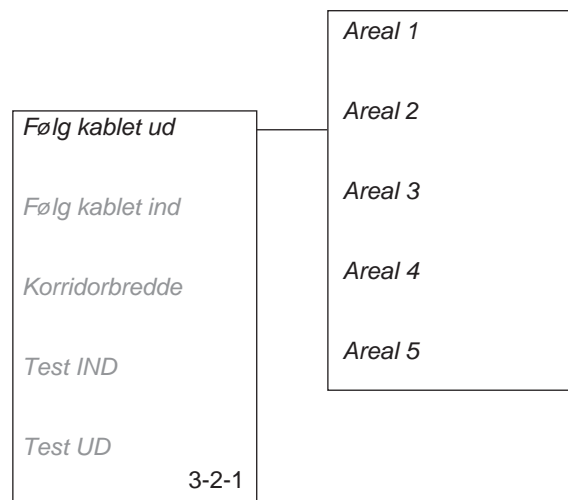 Følg kablet ud
Følg kablet ind
Korridorbredde
Test IND
Test UD
3-2-1
Areal 1
Areal 2
Areal 3
Areal 4
Areal 5